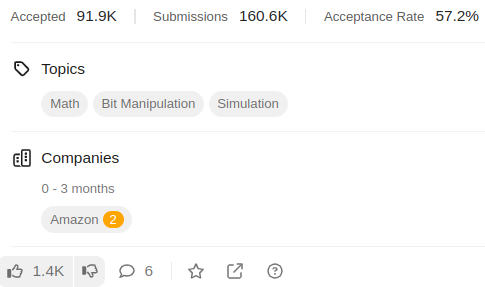 Accepted 91.9K Submissions 160.6K Acceptance Rate 57.2%
Topics
Math Bit Manipulation Simulation
Companies
0 - 3 months
Amazon 2
1.4K 6